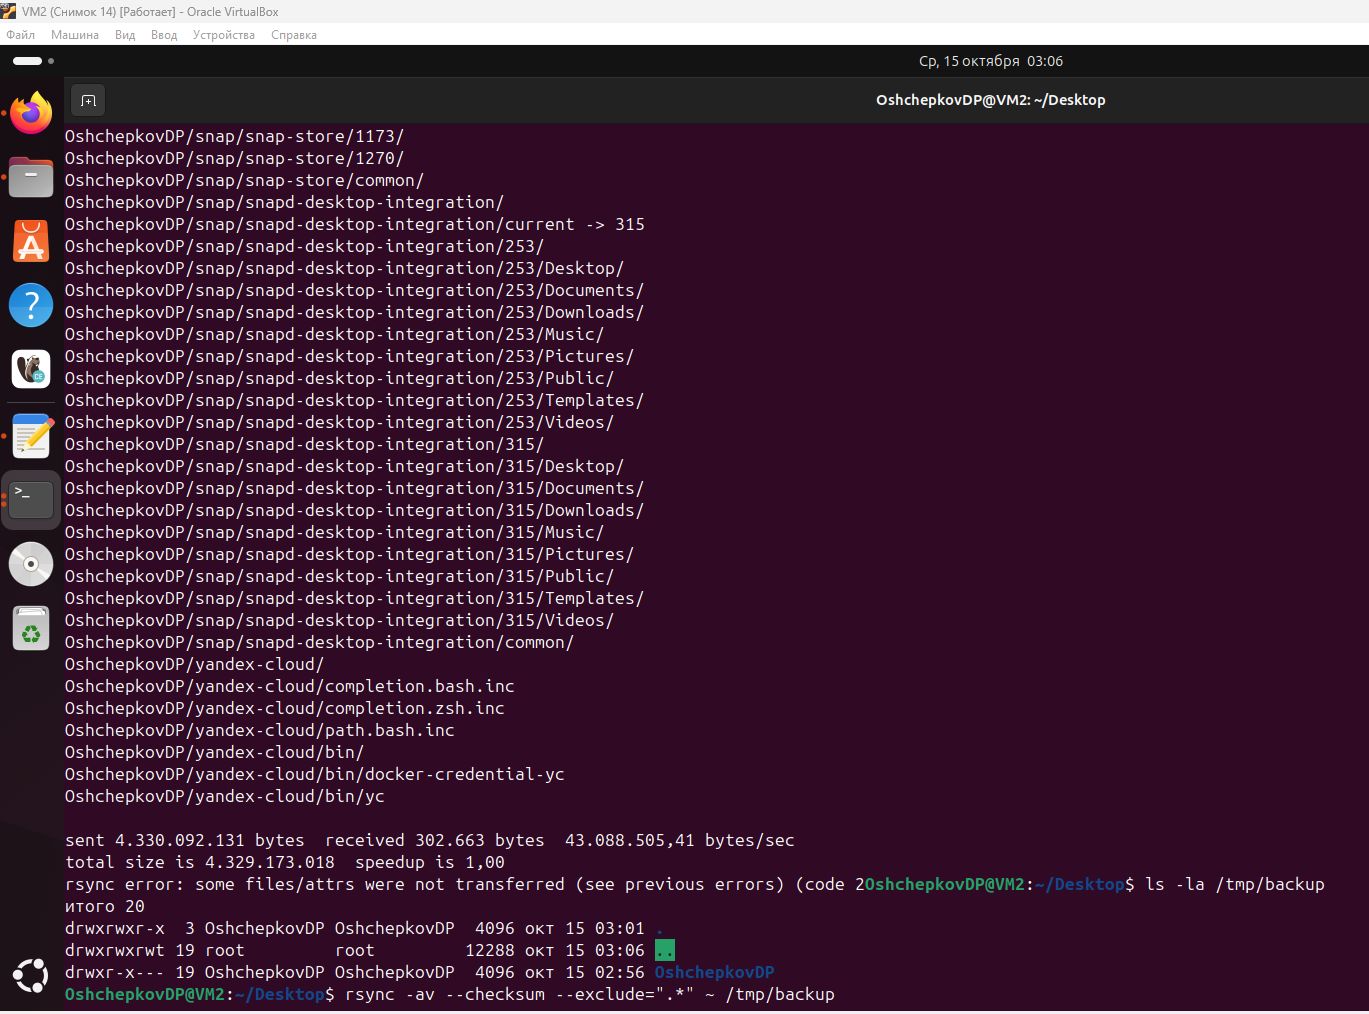 VM2 (Снимок 14) [Работает] - Oracle VirtualBox
Файл Машина Вид Ввод Устройства Справка
Ср, 15 октября 03:06
OshchepkovDP@VM2: ~/Desktop
OshchepkovDP/snap/snap-store/1173/
OshchepkovDP/snap/snap-store/1270/
OshchepkovDP/snap/snap-store/common/
OshchepkovDP/snap/snapd-desktop-integration/
OshchepkovDP/snap/snapd-desktop-integration/current -> 315
OshchepkovDP/snap/snapd-desktop-integration/253/
OshchepkovDP/snap/snapd-desktop-integration/253/Desktop/
OshchepkovDP/snap/snapd-desktop-integration/253/Documents/
OshchepkovDP/snap/snapd-desktop-integration/253/Downloads/
OshchepkovDP/snap/snapd-desktop-integration/253/Music/
OshchepkovDP/snap/snapd-desktop-integration/253/Pictures/
OshchepkovDP/snap/snapd-desktop-integration/253/Public/
OshchepkovDP/snap/snapd-desktop-integration/253/Templates/
OshchepkovDP/snap/snapd-desktop-integration/253/Videos/
OshchepkovDP/snap/snapd-desktop-integration/315/
OshchepkovDP/snap/snapd-desktop-integration/315/Desktop/
OshchepkovDP/snap/snapd-desktop-integration/315/Documents/
OshchepkovDP/snap/snapd-desktop-integration/315/Downloads/
OshchepkovDP/snap/snapd-desktop-integration/315/Music/
OshchepkovDP/snap/snapd-desktop-integration/315/Pictures/
OshchepkovDP/snap/snapd-desktop-integration/315/Public/
OshchepkovDP/snap/snapd-desktop-integration/315/Templates/
OshchepkovDP/snap/snapd-desktop-integration/315/Videos/
OshchepkovDP/snap/snapd-desktop-integration/common/
OshchepkovDP/yandex-cloud/
OshchepkovDP/yandex-cloud/completion.bash.inc
OshchepkovDP/yandex-cloud/completion.zsh.inc
OshchepkovDP/yandex-cloud/path.bash.inc
OshchepkovDP/yandex-cloud/bin/
OshchepkovDP/yandex-cloud/bin/docker-credential-yc
OshchepkovDP/yandex-cloud/bin/yc
sent 4.330.092.131 bytes  received 302.663 bytes  43.088.505,41 bytes/sec
total size is 4.329.173.018  speedup is 1,00
rsync error: some files/attrs were not transferred (see previous errors) (code 2OshchepkovDP@VM2:~/Desktop$ ls -la /tmp/backup
итого 20
drwxrwxr-x  3 OshchepkovDP OshchepkovDP  4096 окт 15 03:01 .
drwxrwxrwt 19 root         root         12288 окт 15 03:06 ..
drwxr-x--- 19 OshchepkovDP OshchepkovDP  4096 окт 15 02:56 OshchepkovDP
OshchepkovDP@VM2:~/Desktop$ rsync -av --checksum --exclude=".*" ~ /tmp/backup